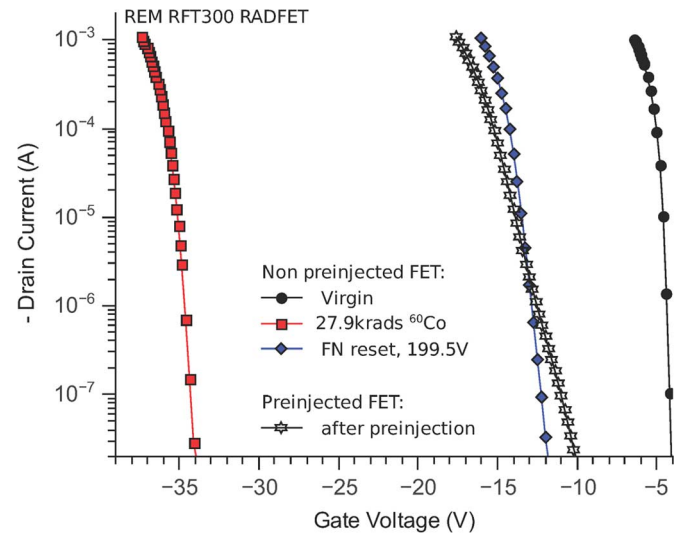 REM RFT300 RADFET
10⁻³
10⁻⁴
10⁻⁵
10⁻⁶
10⁻⁷
- Drain Current (A)
Non preinjected FET:
Virgin
27.9krads ⁶⁰Co
FN reset, 199.5V
Preinjected FET:
after preinjection
−35 −30 −25 −20 −15 −10 −5
Gate Voltage (V)